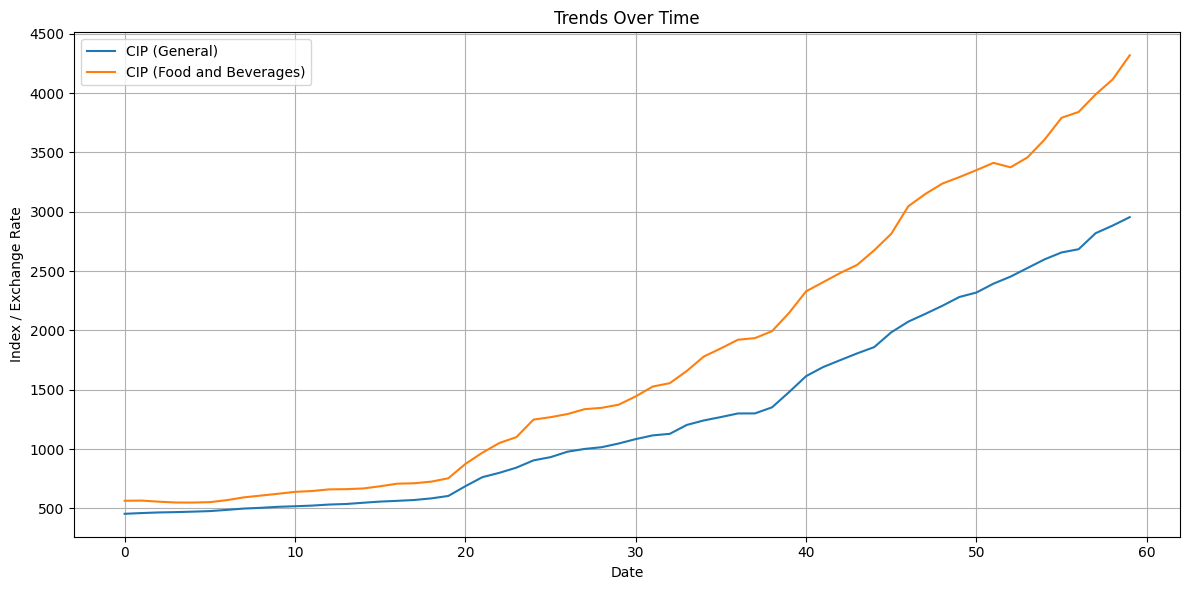 Trends Over Time
4500
4000
3500
3000
2500
2000
1500
1000
500
Index / Exchange Rate
CIP (General)
CIP (Food and Beverages)
0 10 20 30 40 50 60
Date